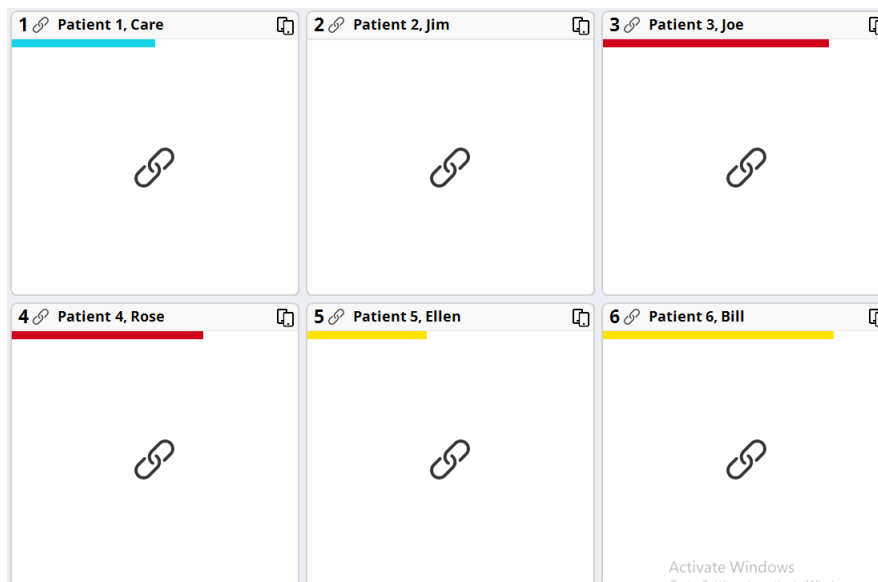 1 Patient 1, Care
2 Patient 2, Jim
3 Patient 3, Joe
4 Patient 4, Rose
5 Patient 5, Ellen
6 Patient 6, Bill
Activate Windows